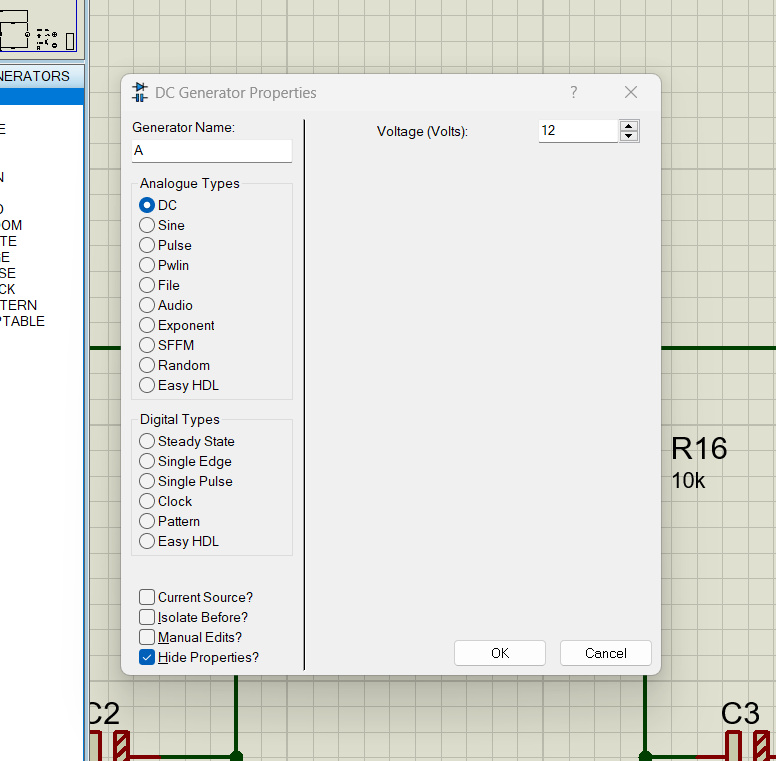 NERATORS
E
N
O
OM
TE
E
SE
CK
TERN
TABLE
DC Generator Properties
?
Generator Name:
A
Voltage (Volts):
12
Analogue Types
DC
Sine
Pulse
Pwlin
File
Audio
Exponent
SFFM
Random
Easy HDL
Digital Types
Steady State
Single Edge
Single Pulse
Clock
Pattern
Easy HDL
Current Source?
Isolate Before?
Manual Edits?
Hide Properties?
OK
Cancel
R16
10k
C2
C3